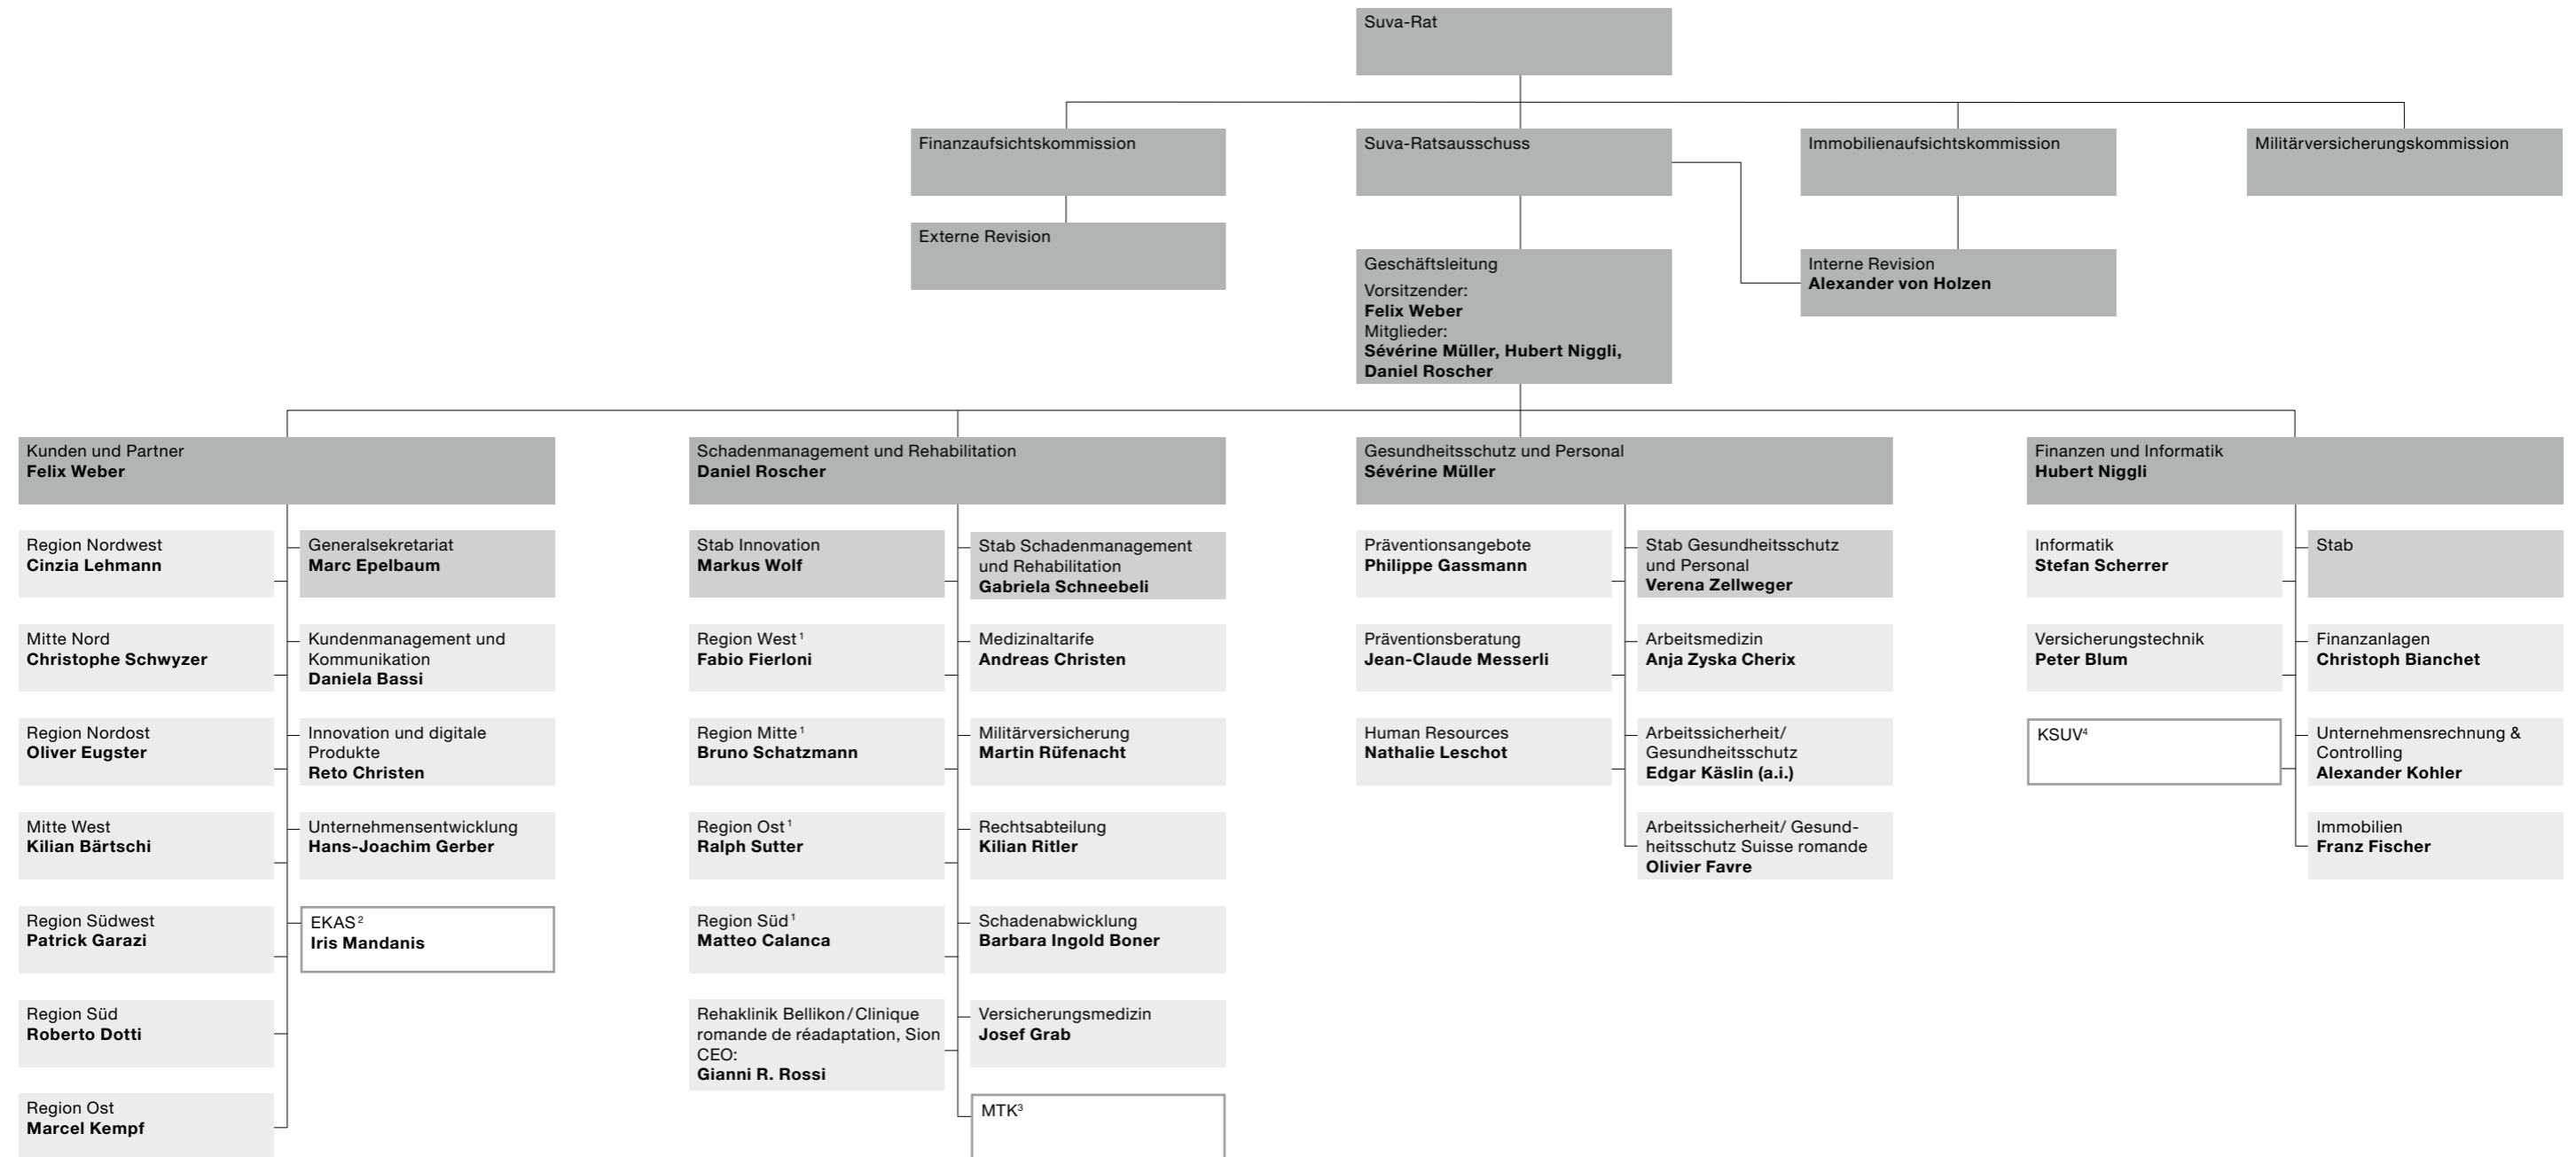 Suva-Rat
Finanzaufsichtskommission
Suva-Ratsausschuss
Immobilienaufsichtskommission
Militärversicherungskommission
Externe Revision
Geschäftsleitung
Vorsitzender:
Felix Weber
Mitglieder:
Sévérine Müller, Hubert Niggli,
Daniel Roscher
Interne Revision
Alexander von Holzen
Kunden und Partner
Felix Weber
Region Nordwest
Cinzia Lehmann
Generalsekretariat
Marc Epelbaum
Mitte Nord
Christophe Schwyzer
Kundenmanagement und
Kommunikation
Daniela Bassi
Region Nordost
Oliver Eugster
Innovation und digitale
Produkte
Reto Christen
Mitte West
Kilian Bärtschi
Unternehmensentwicklung
Hans-Joachim Gerber
Region Südwest
Patrick Garazi
EKAS²
Iris Mandanis
Region Süd
Roberto Dotti
Region Ost
Marcel Kempf
Schadenmanagement und Rehabilitation
Daniel Roscher
Stab Innovation
Markus Wolf
Stab Schadenmanagement
und Rehabilitation
Gabriela Schneebeli
Region West¹
Fabio Fierloni
Medizinaltarife
Andreas Christen
Region Mitte¹
Bruno Schatzmann
Militärversicherung
Martin Rüfenacht
Region Ost¹
Ralph Sutter
Rechtsabteilung
Kilian Ritler
Region Süd¹
Matteo Calanca
Schadenabwicklung
Barbara Ingold Boner
Rehaklinik Bellikon/Clinique
romande de réadaptation, Sion
CEO:
Gianni R. Rossi
Versicherungsmedizin
Josef Grab
MTK³
Gesundheitsschutz und Personal
Sévérine Müller
Präventionsangebote
Philippe Gassmann
Stab Gesundheitsschutz
und Personal
Verena Zellweger
Präventionsberatung
Jean-Claude Messerli
Arbeitsmedizin
Anja Zyska Cherix
Human Resources
Nathalie Leschot
Arbeitssicherheit/
Gesundheitsschutz
Edgar Käslin (a.i.)
Arbeitssicherheit/ Gesund-
heitsschutz Suisse romande
Olivier Favre
Finanzen und Informatik
Hubert Niggli
Informatik
Stefan Scherrer
Stab
Versicherungstechnik
Peter Blum
Finanzanlagen
Christoph Bianchet
KSUV⁴
Unternehmensrechnung &
Controlling
Alexander Kohler
Immobilien
Franz Fischer